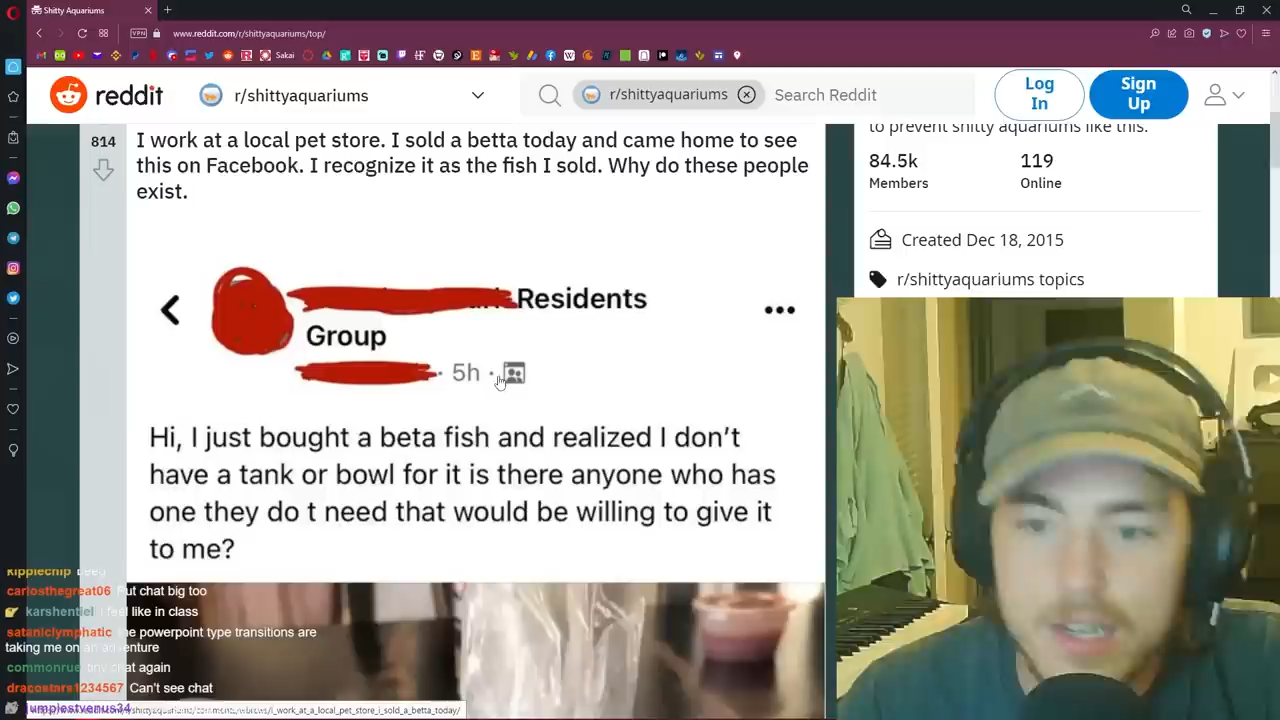 Shitty Aquariums
VPN
www.reddit.com/r/shittyaquariums/top/
Sakai
reddit
r/shittyaquariums
r/shittyaquariums
Search Reddit
Log In
Sign Up
to prevent shitty aquariums like this.
814
I work at a local pet store. I sold a betta today and came home to see
this on Facebook. I recognize it as the fish I sold. Why do these people
exist.
84.5k
119
Members
Online
Created Dec 18, 2015
r/shittyaquariums topics
Residents
Group
· 5h ·
Hi, I just bought a beta fish and realized I don't
have a tank or bowl for it is there anyone who has
one they do t need that would be willing to give it
to me?
kipplechip
carlosthegreat06 Put chat big too
karshentiel I feel like in class
sataniclymphatic the powerpoint type transitions are
taking me on an adventure
commonrue tiny chat again
dracostars1234567 Can't see chat